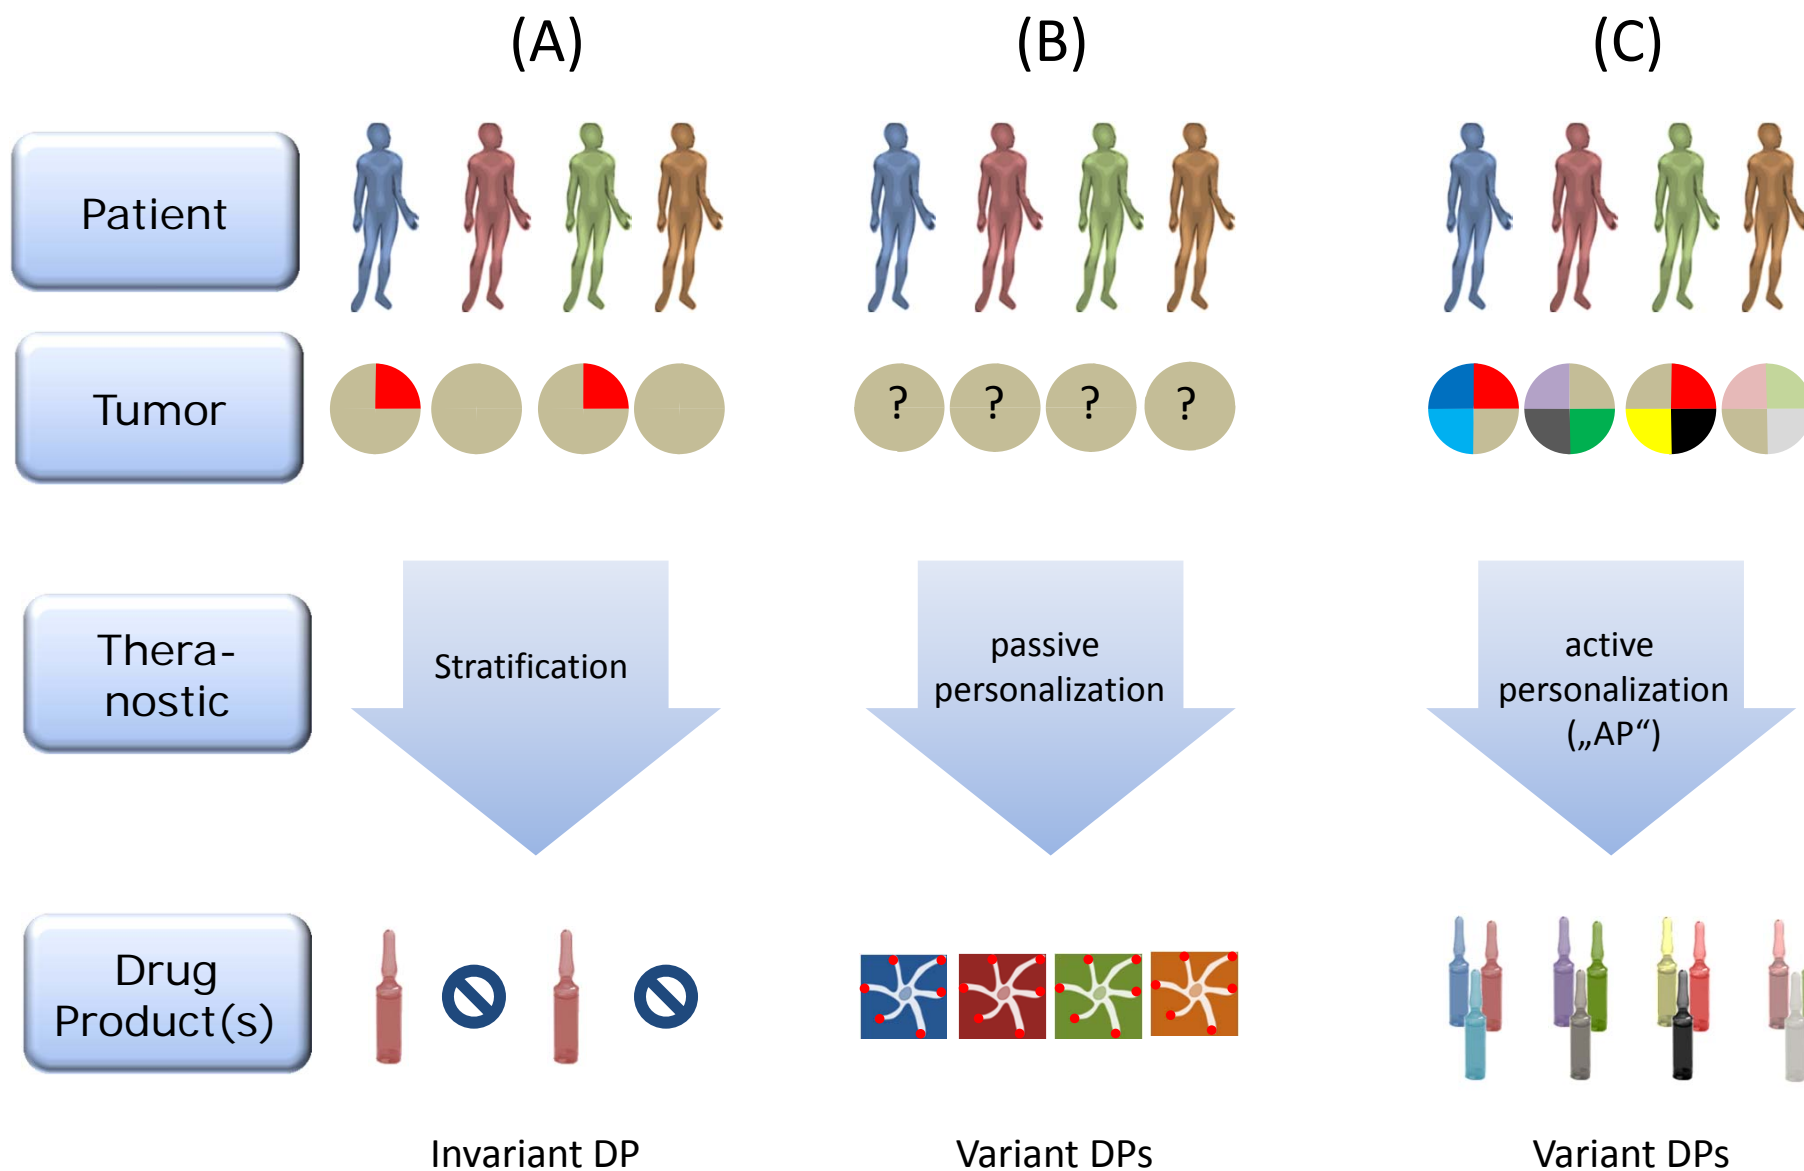 (A)
(B)
(C)
Patient
Tumor
?
?
?
?
Thera-
nostic
Stratification
passive
personalization
active
personalization
(„AP“)
Drug
Product(s)
Invariant DP
Variant DPs
Variant DPs